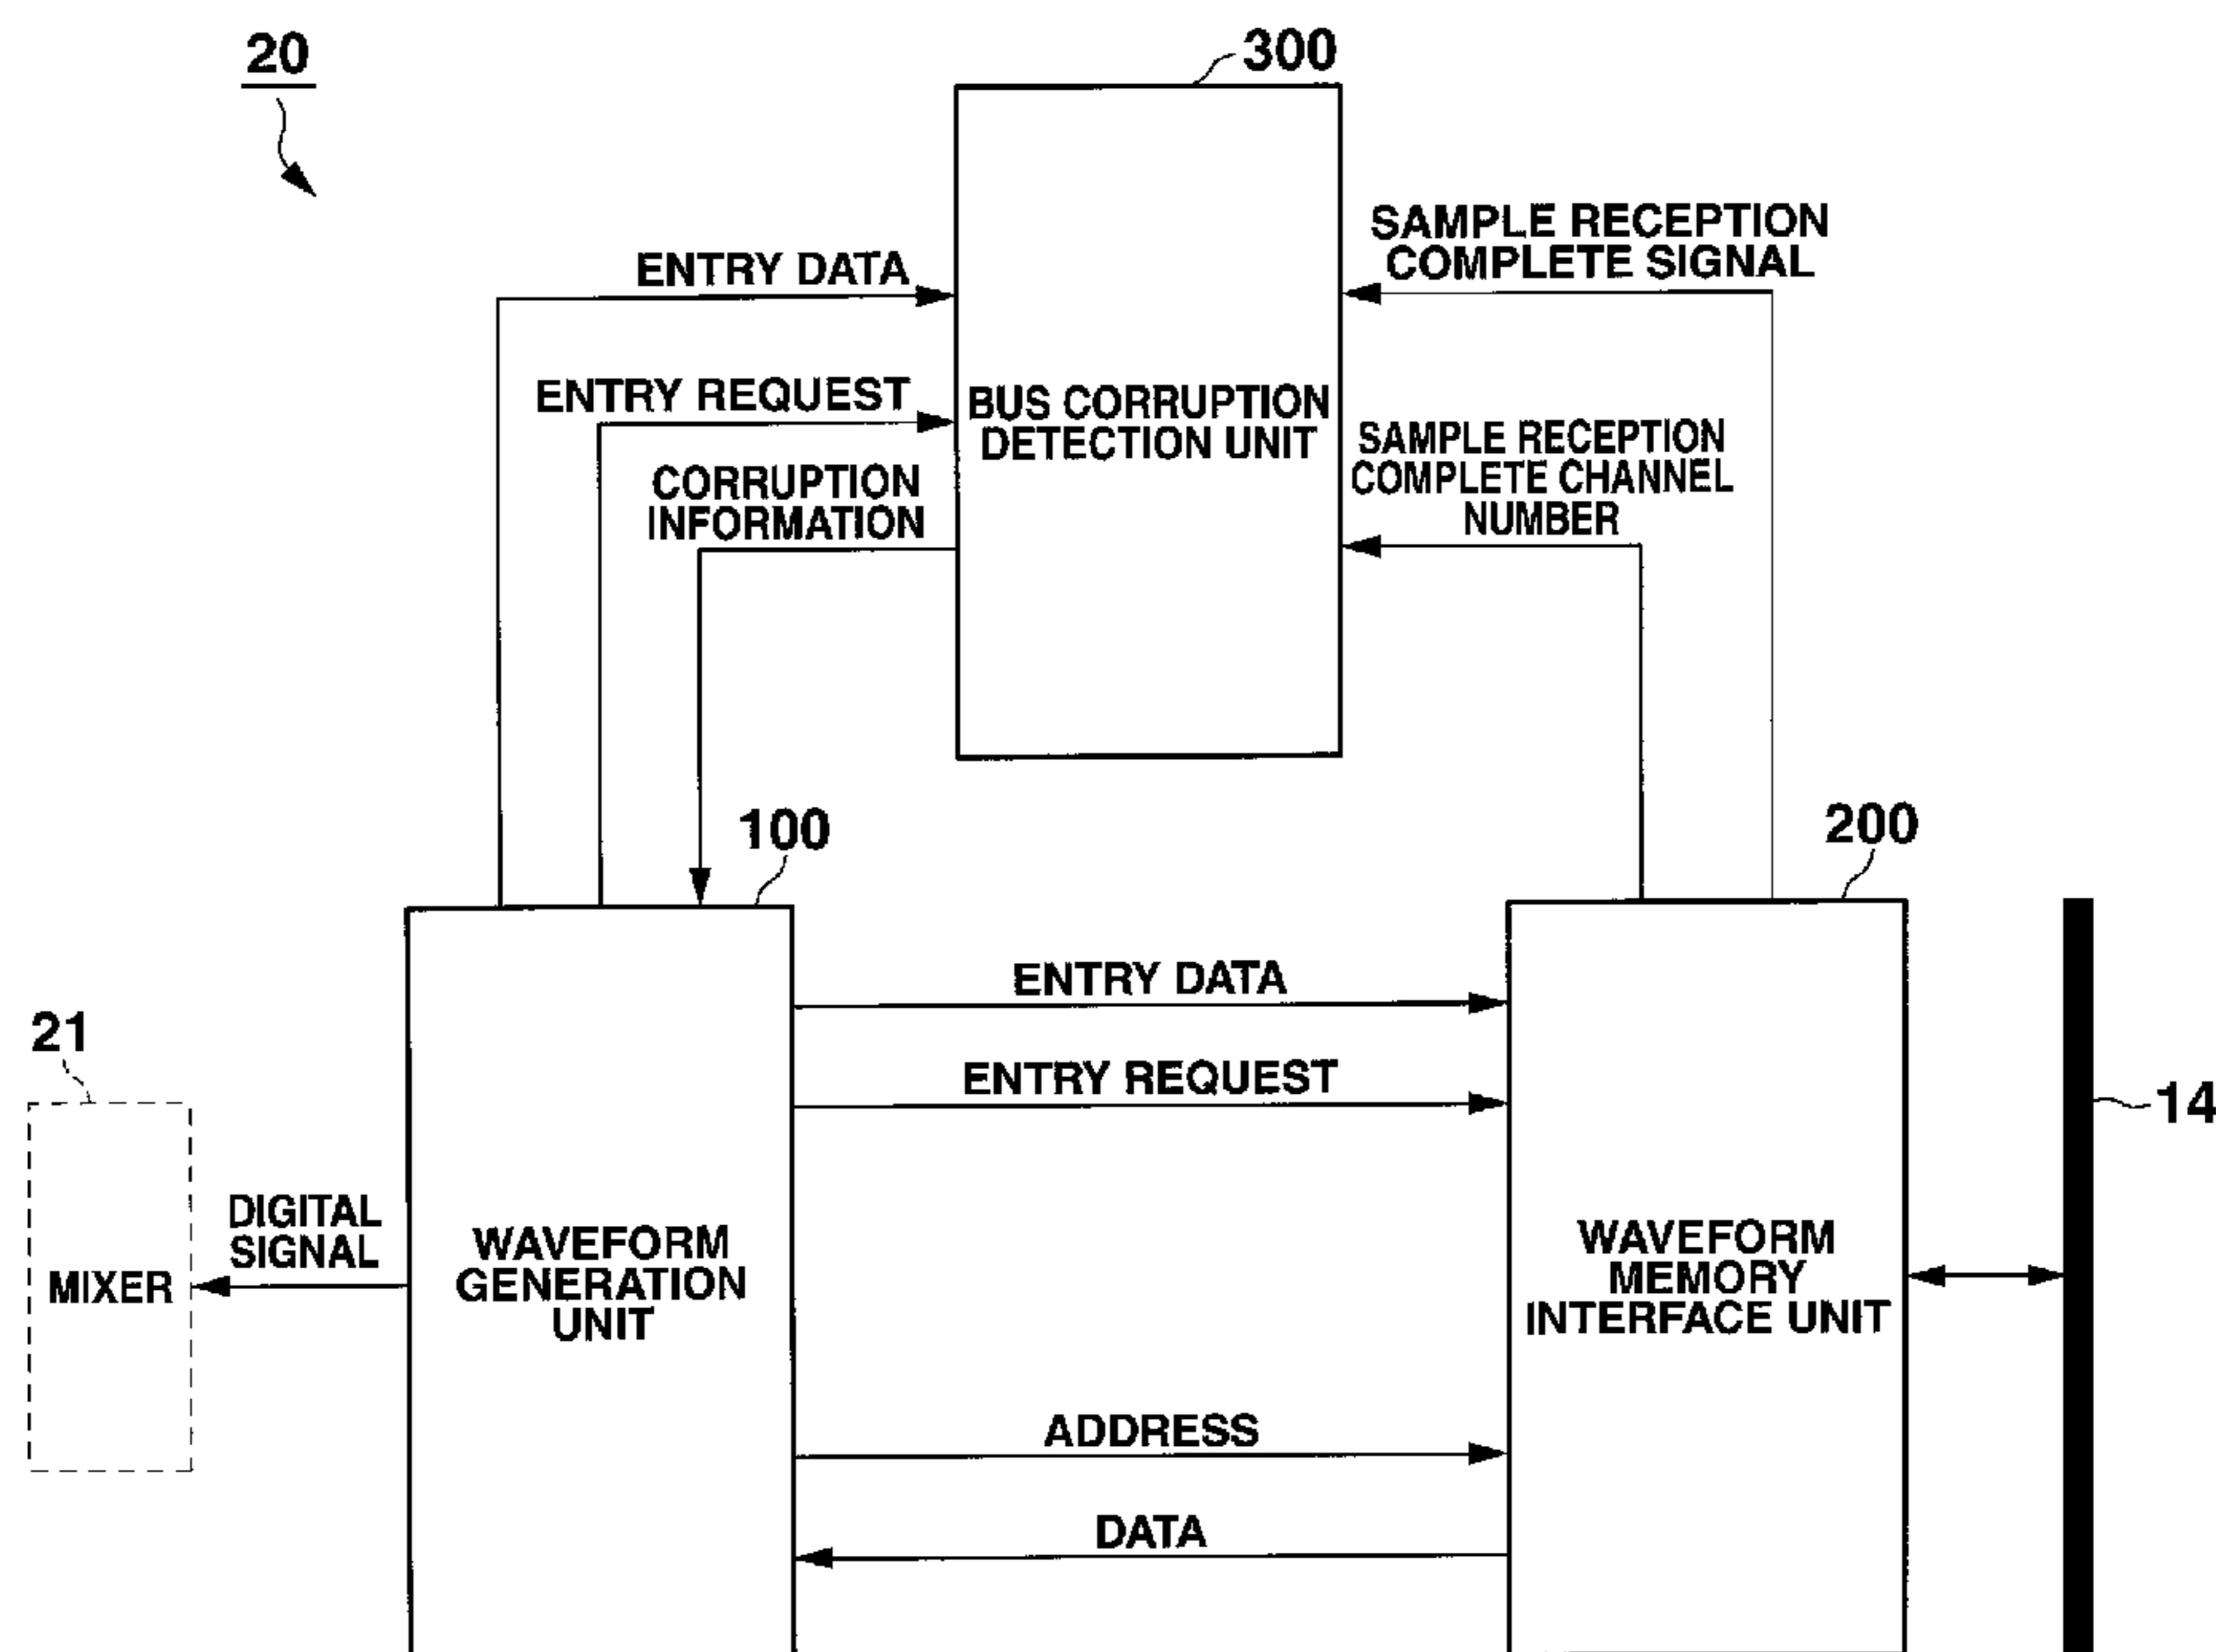 20
300
ENTRY DATA
SAMPLE RECEPTION
COMPLETE SIGNAL
ENTRY REQUEST
BUS CORRUPTION
DETECTION UNIT
CORRUPTION
INFORMATION
SAMPLE RECEPTION
COMPLETE CHANNEL
NUMBER
100
200
ENTRY DATA
21
ENTRY REQUEST
14
DIGITAL
SIGNAL
MIXER
WAVEFORM
GENERATION
UNIT
WAVEFORM
MEMORY
INTERFACE UNIT
ADDRESS
DATA